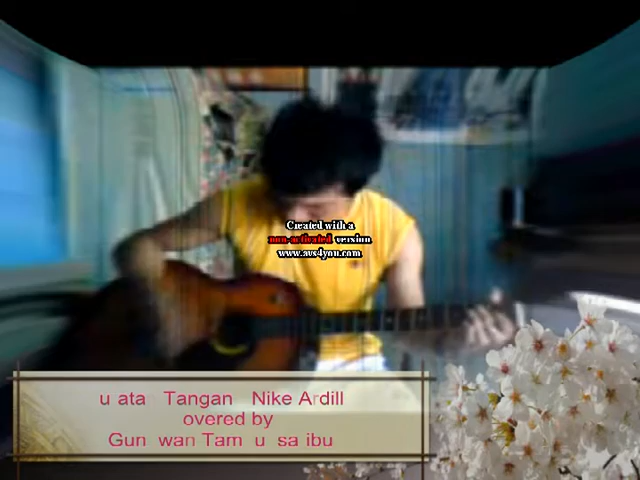 Created with a
non-activated version
www.avs4you.com
u ata Tangan Nike Ardill
overed by
Gun wan Tam u sa ibu